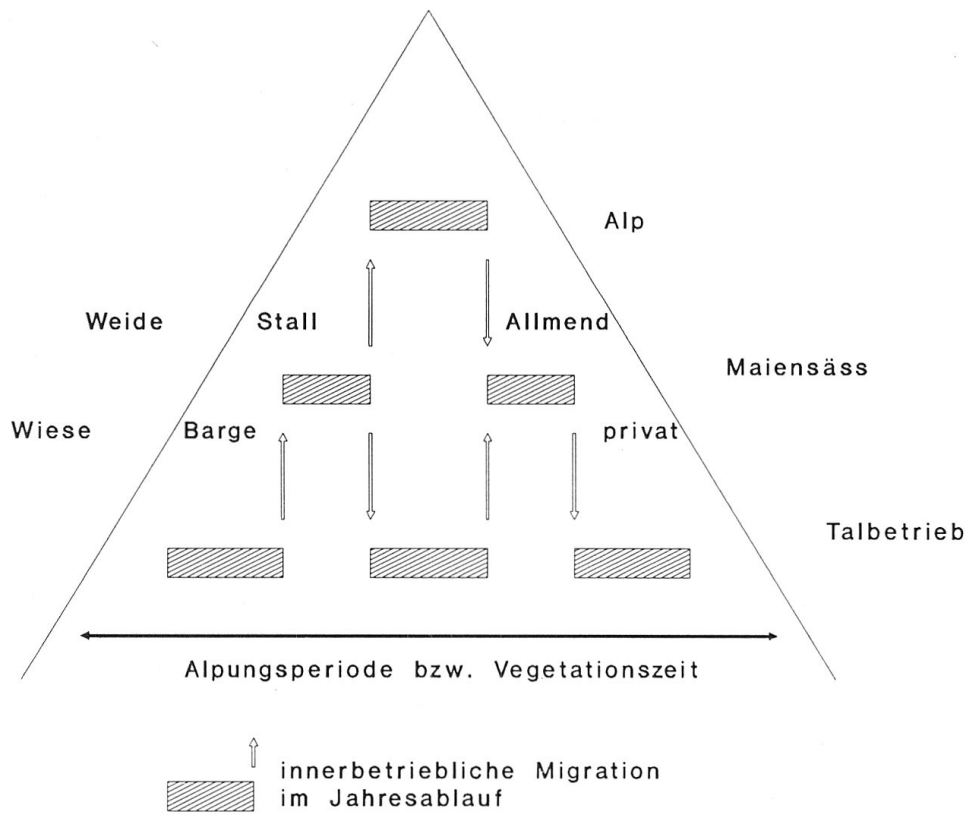 Alp
Weide Stall Allmend
Maiensäss
Wiese Barge privat
Talbetrieb
Alpungsperiode bzw. Vegetationszeit
innerbetriebliche Migration
im Jahresablauf